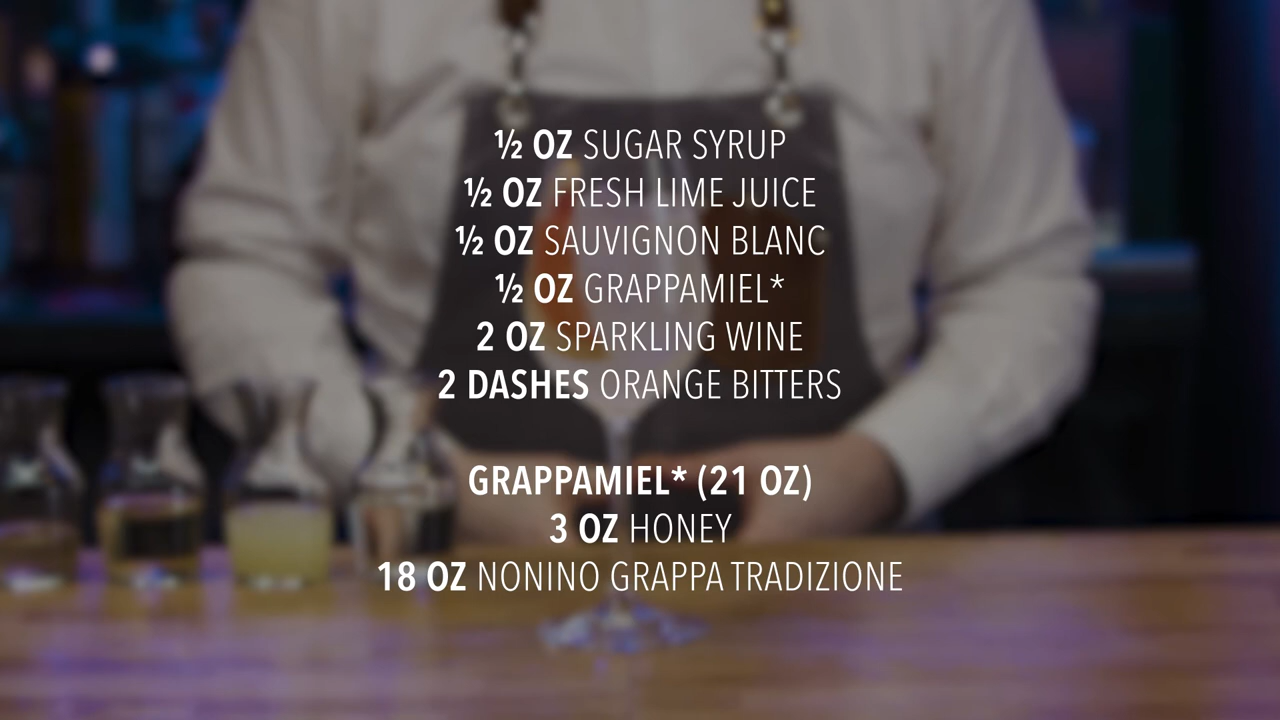 ½ OZ SUGAR SYRUP
½ OZ FRESH LIME JUICE
½ OZ SAUVIGNON BLANC
½ OZ GRAPPAMIEL*
2 OZ SPARKLING WINE
2 DASHES ORANGE BITTERS
GRAPPAMIEL* (21 OZ)
3 OZ HONEY
18 OZ NONINO GRAPPA TRADIZIONE